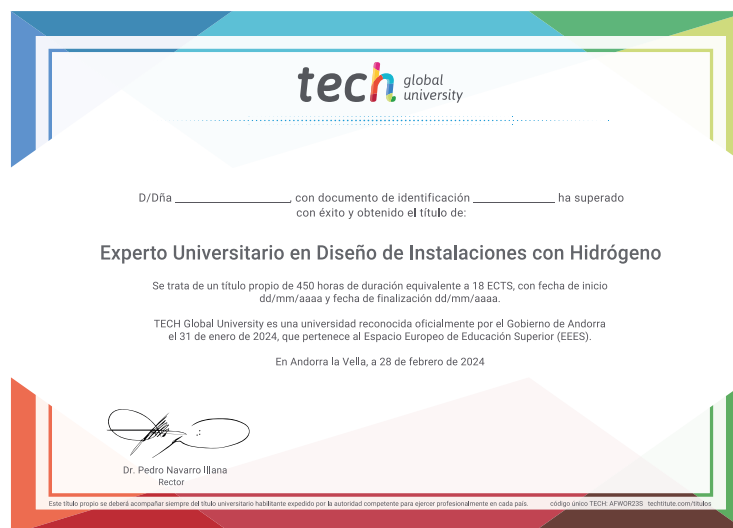 tech global university
D/Dña ____________, con documento de identificación ____________ ha superado
con éxito y obtenido el título de:
Experto Universitario en Diseño de Instalaciones con Hidrógeno
Se trata de un título propio de 450 horas de duración equivalente a 18 ECTS, con fecha de inicio
dd/mm/aaaa y fecha de finalización dd/mm/aaaa.
TECH Global University es una universidad reconocida oficialmente por el Gobierno de Andorra
el 31 de enero de 2024, que pertenece al Espacio Europeo de Educación Superior (EEES).
En Andorra la Vella, a 28 de febrero de 2024
Dr. Pedro Navarro Illana
Rector
Este título propio se deberá acompañar siempre del título universitario habilitante expedido por la autoridad competente para ejercer profesionalmente en cada país. código único TECH: AFWOR23S techtitute.com/titulos